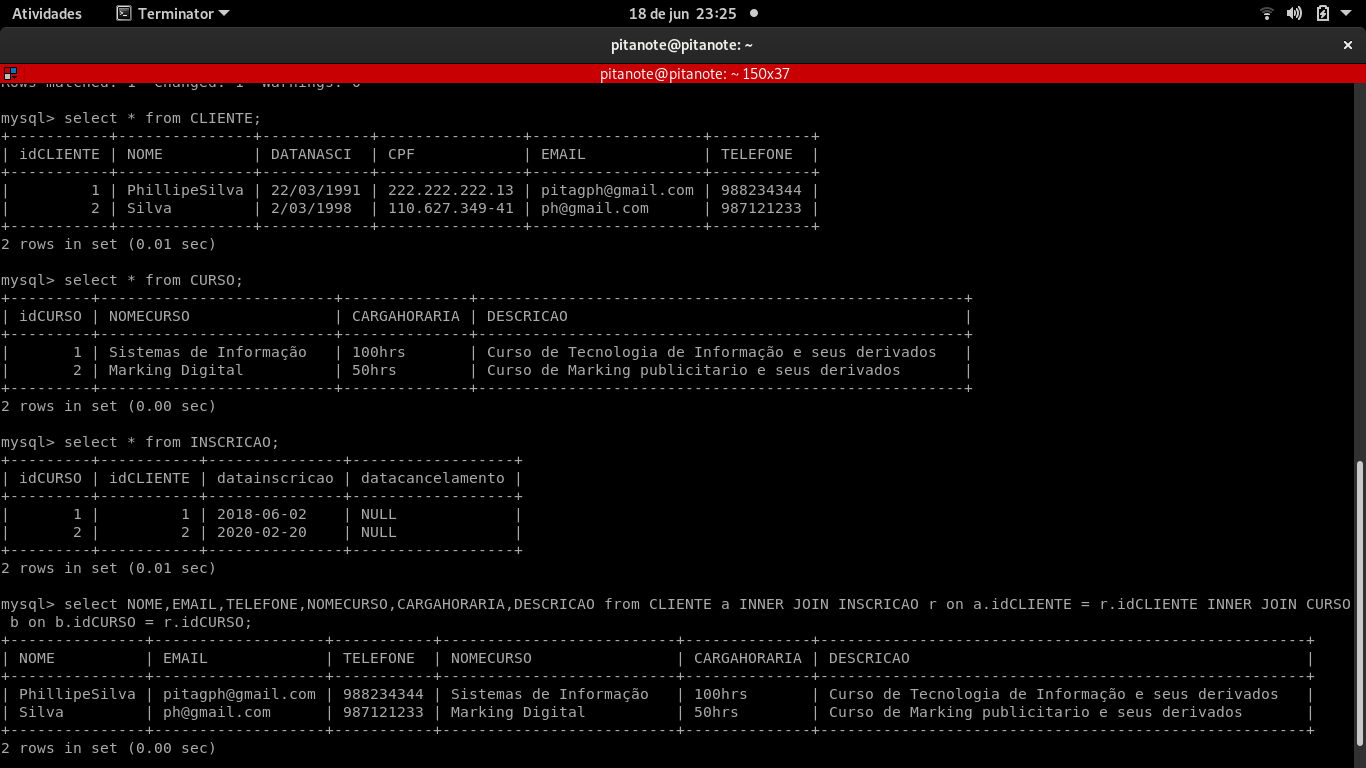 Atividades Terminator 18 de jun 23:25
pitanote@pitanote: ~ ×
pitanote@pitanote: ~ 150x37
Rows matched: 1 Changed: 1 Warnings: 0
mysql> select * from CLIENTE;
+-----------+---------------+------------+----------------+-------------------+-----------+
| idCLIENTE | NOME          | DATANASCI  | CPF            | EMAIL             | TELEFONE  |
+-----------+---------------+------------+----------------+-------------------+-----------+
|         1 | PhillipeSilva | 22/03/1991 | 222.222.222.13 | pitagph@gmail.com | 988234344 |
|         2 | Silva         | 2/03/1998  | 110.627.349-41 | ph@gmail.com      | 987121233 |
+-----------+---------------+------------+----------------+-------------------+-----------+
2 rows in set (0.01 sec)
mysql> select * from CURSO;
+---------+--------------------------+--------------+------------------------------------------------------+
| idCURSO | NOMECURSO                | CARGAHORARIA | DESCRICAO                                            |
+---------+--------------------------+--------------+------------------------------------------------------+
|       1 | Sistemas de Informação   | 100hrs       | Curso de Tecnologia de Informação e seus derivados   |
|       2 | Marking Digital          | 50hrs        | Curso de Marking publicitario e seus derivados       |
+---------+--------------------------+--------------+------------------------------------------------------+
2 rows in set (0.00 sec)
mysql> select * from INSCRICAO;
+---------+-----------+---------------+------------------+
| idCURSO | idCLIENTE | datainscricao | datacancelamento |
+---------+-----------+---------------+------------------+
|       1 |         1 | 2018-06-02    | NULL             |
|       2 |         2 | 2020-02-20    | NULL             |
+---------+-----------+---------------+------------------+
2 rows in set (0.01 sec)
mysql> select NOME,EMAIL,TELEFONE,NOMECURSO,CARGAHORARIA,DESCRICAO from CLIENTE a INNER JOIN INSCRICAO r on a.idCLIENTE = r.idCLIENTE INNER JOIN CURSO
 b on b.idCURSO = r.idCURSO;
+---------------+-------------------+-----------+--------------------------+--------------+------------------------------------------------------+
| NOME          | EMAIL             | TELEFONE  | NOMECURSO                | CARGAHORARIA | DESCRICAO                                            |
+---------------+-------------------+-----------+--------------------------+--------------+------------------------------------------------------+
| PhillipeSilva | pitagph@gmail.com | 988234344 | Sistemas de Informação   | 100hrs       | Curso de Tecnologia de Informação e seus derivados   |
| Silva         | ph@gmail.com      | 987121233 | Marking Digital          | 50hrs        | Curso de Marking publicitario e seus derivados       |
+---------------+-------------------+-----------+--------------------------+--------------+------------------------------------------------------+
2 rows in set (0.00 sec)